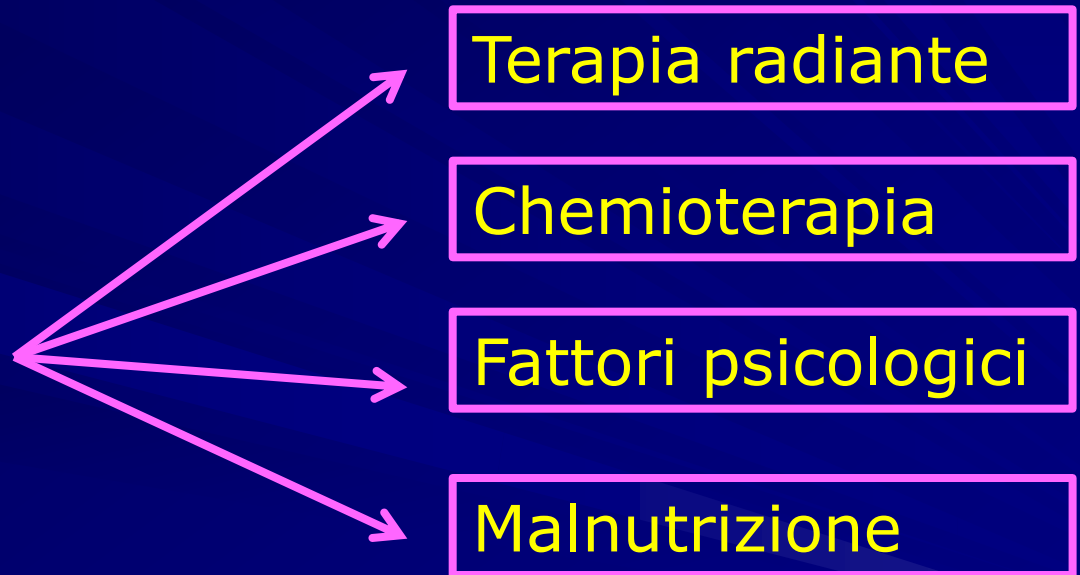 Terapia radiante
Chemioterapia
Fattori psicologici
Malnutrizione